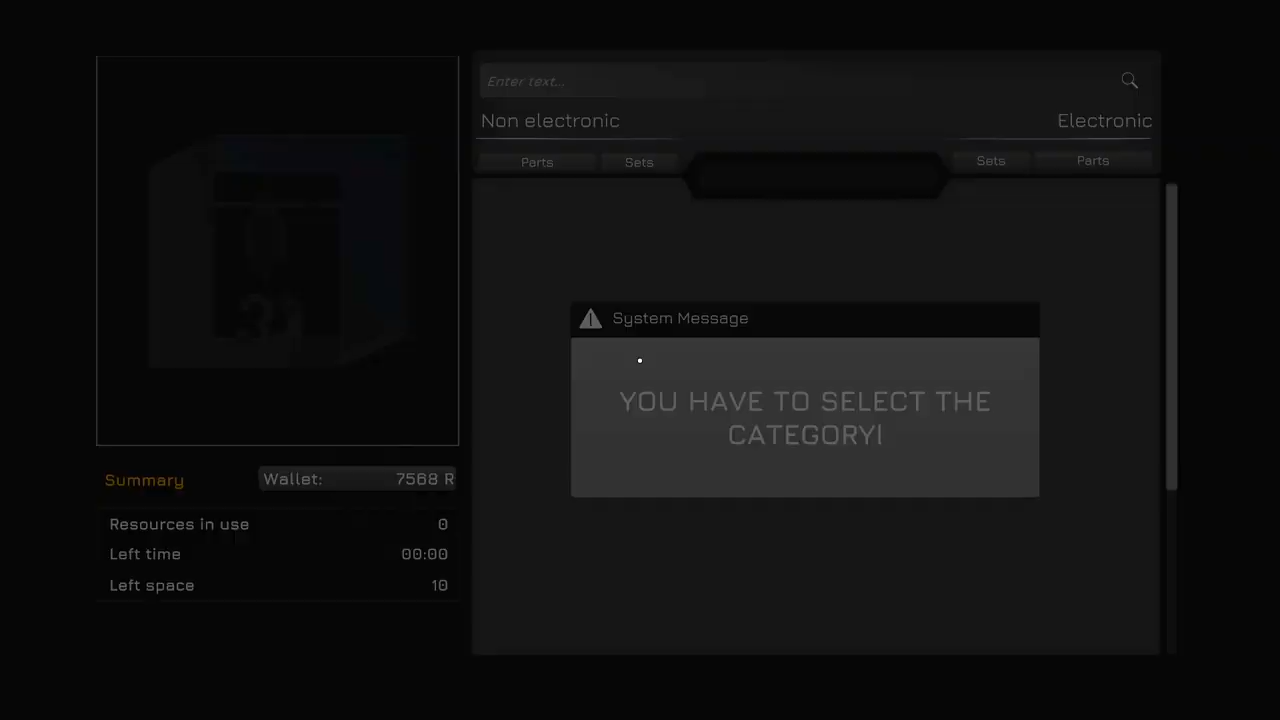 Enter text...
Non electronic
Electronic
Parts
Sets
Sets
Parts
System Message
YOU HAVE TO SELECT THE
CATEGORY!
Summary
Wallet: 7568 R
Resources in use 0
Left time 00:00
Left space 10